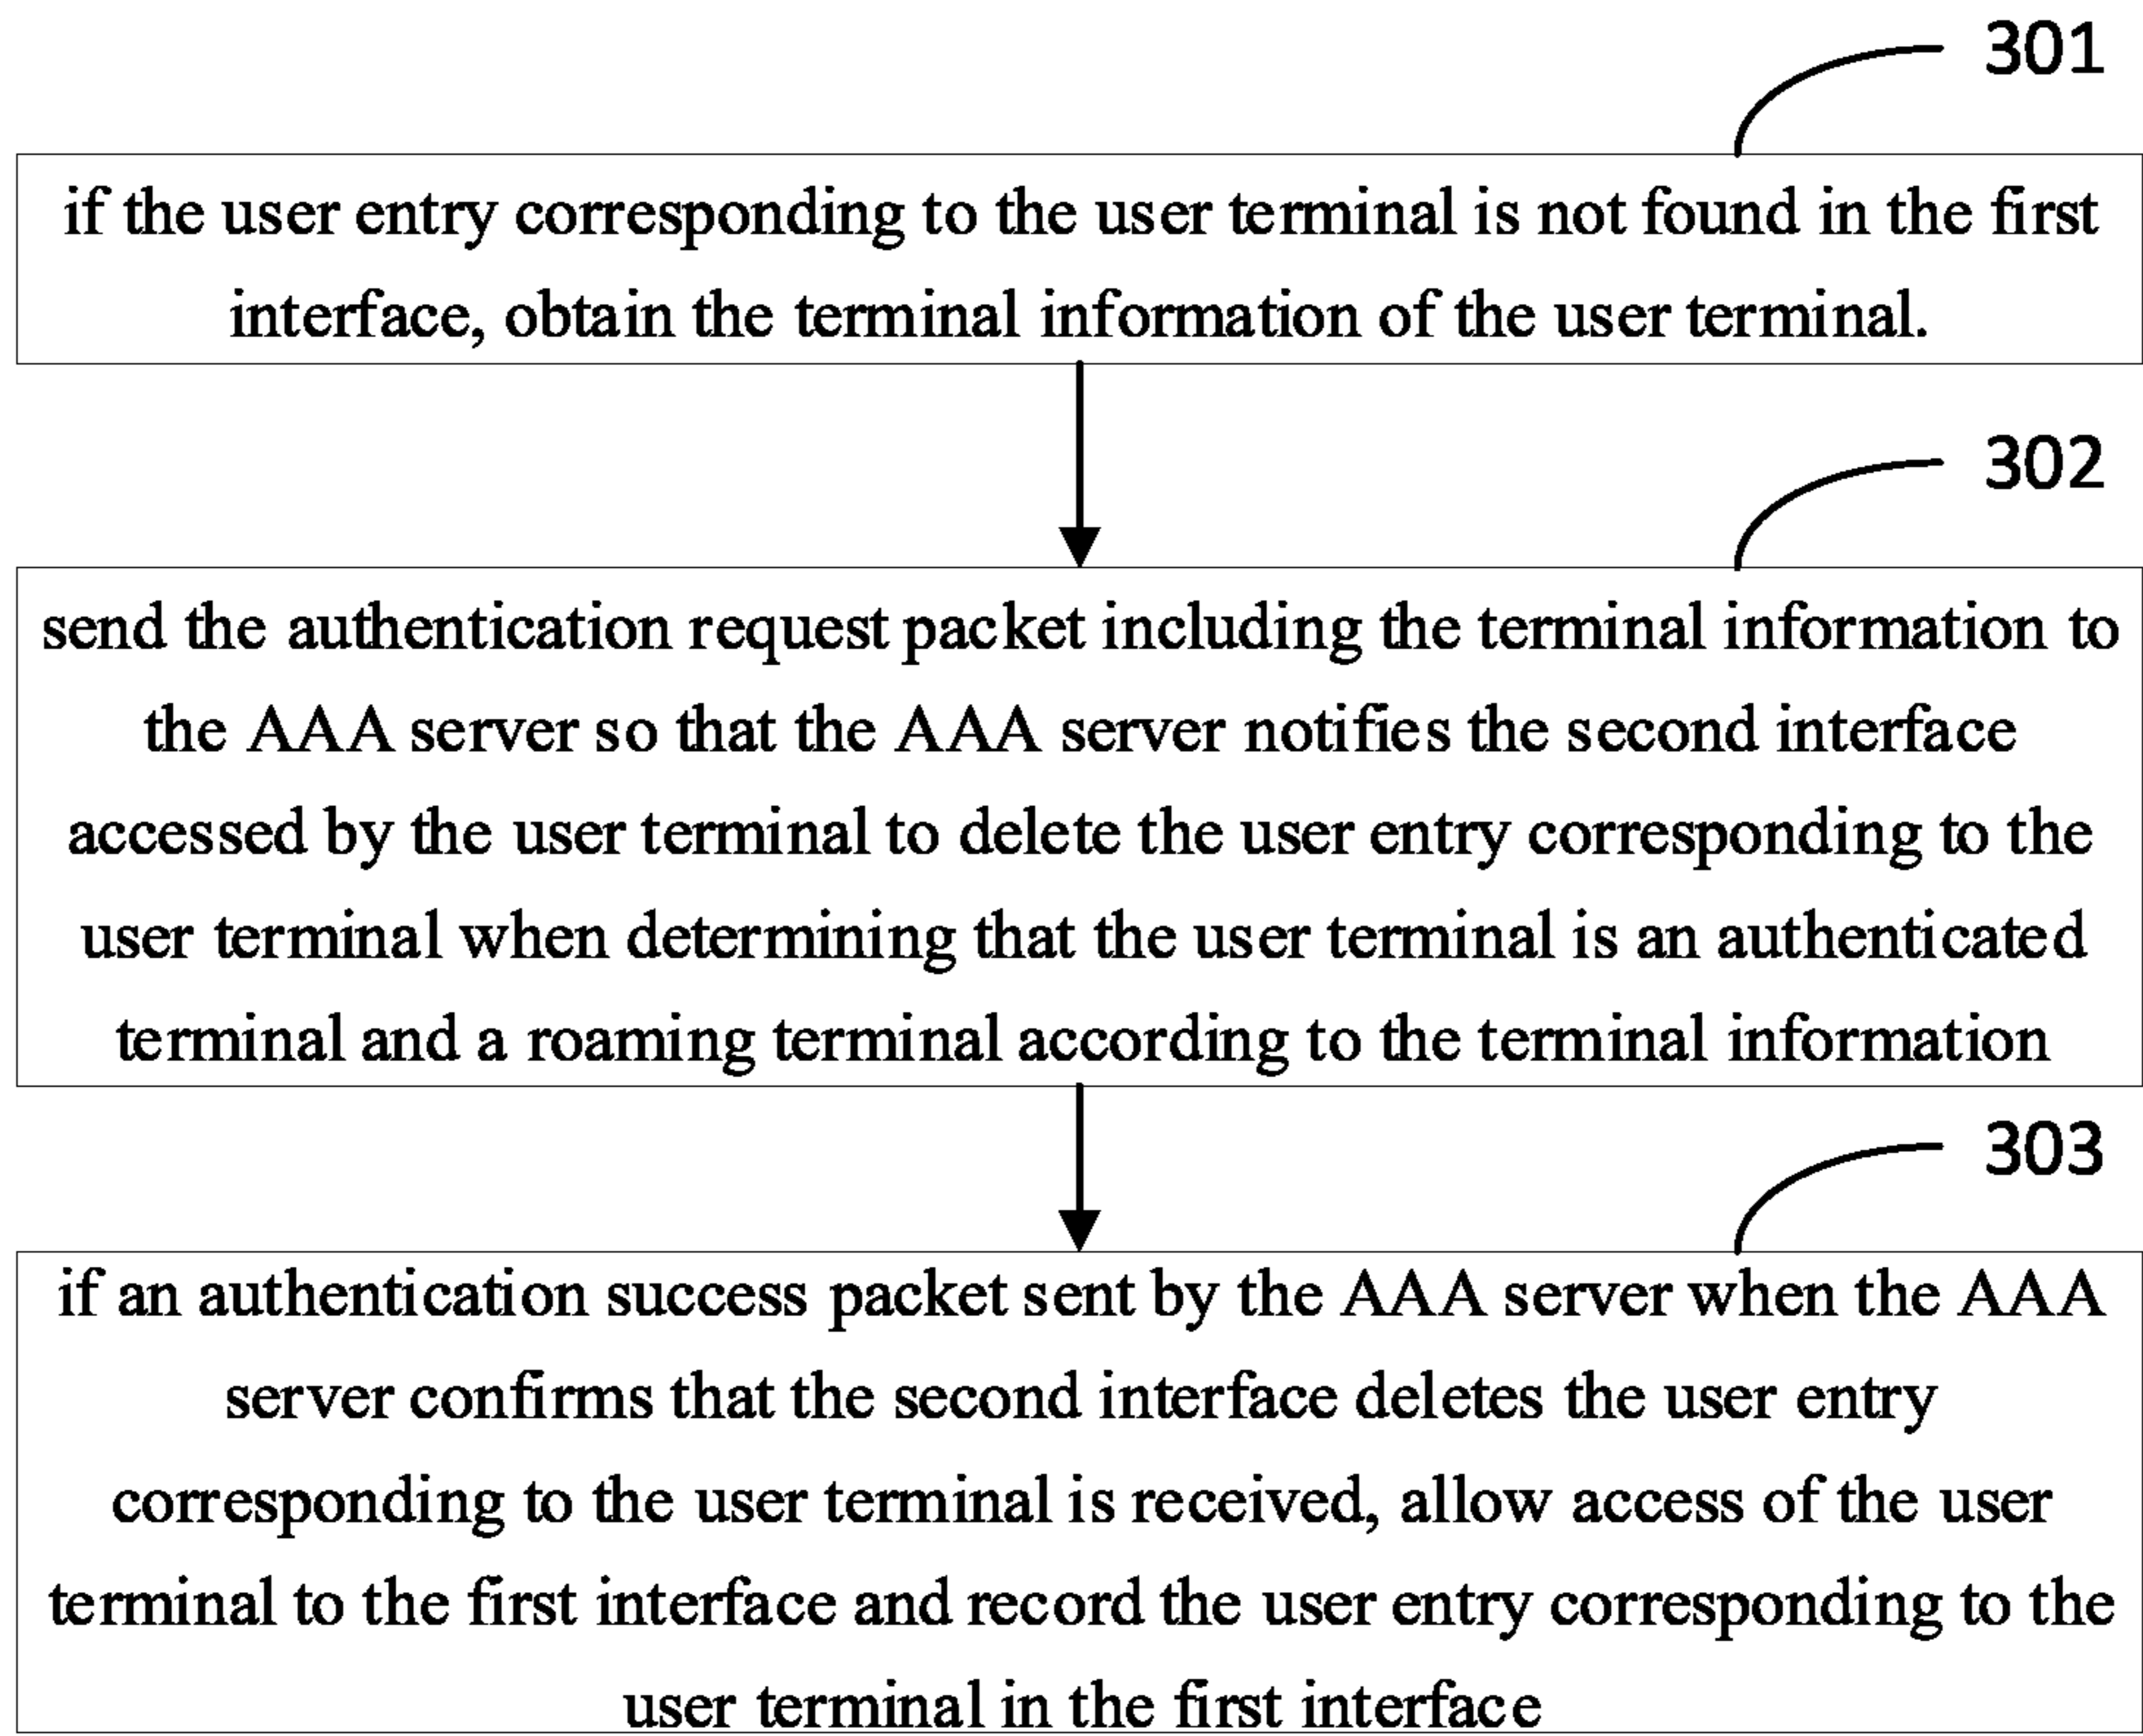 301
if the user entry corresponding to the user terminal is not found in the first
interface, obtain the terminal information of the user terminal.
302
send the authentication request packet including the terminal information to
the AAA server so that the AAA server notifies the second interface
accessed by the user terminal to delete the user entry corresponding to the
user terminal when determining that the user terminal is an authenticated
terminal and a roaming terminal according to the terminal information
303
if an authentication success packet sent by the AAA server when the AAA
server confirms that the second interface deletes the user entry
corresponding to the user terminal is received, allow access of the user
terminal to the first interface and record the user entry corresponding to the
user terminal in the first interface